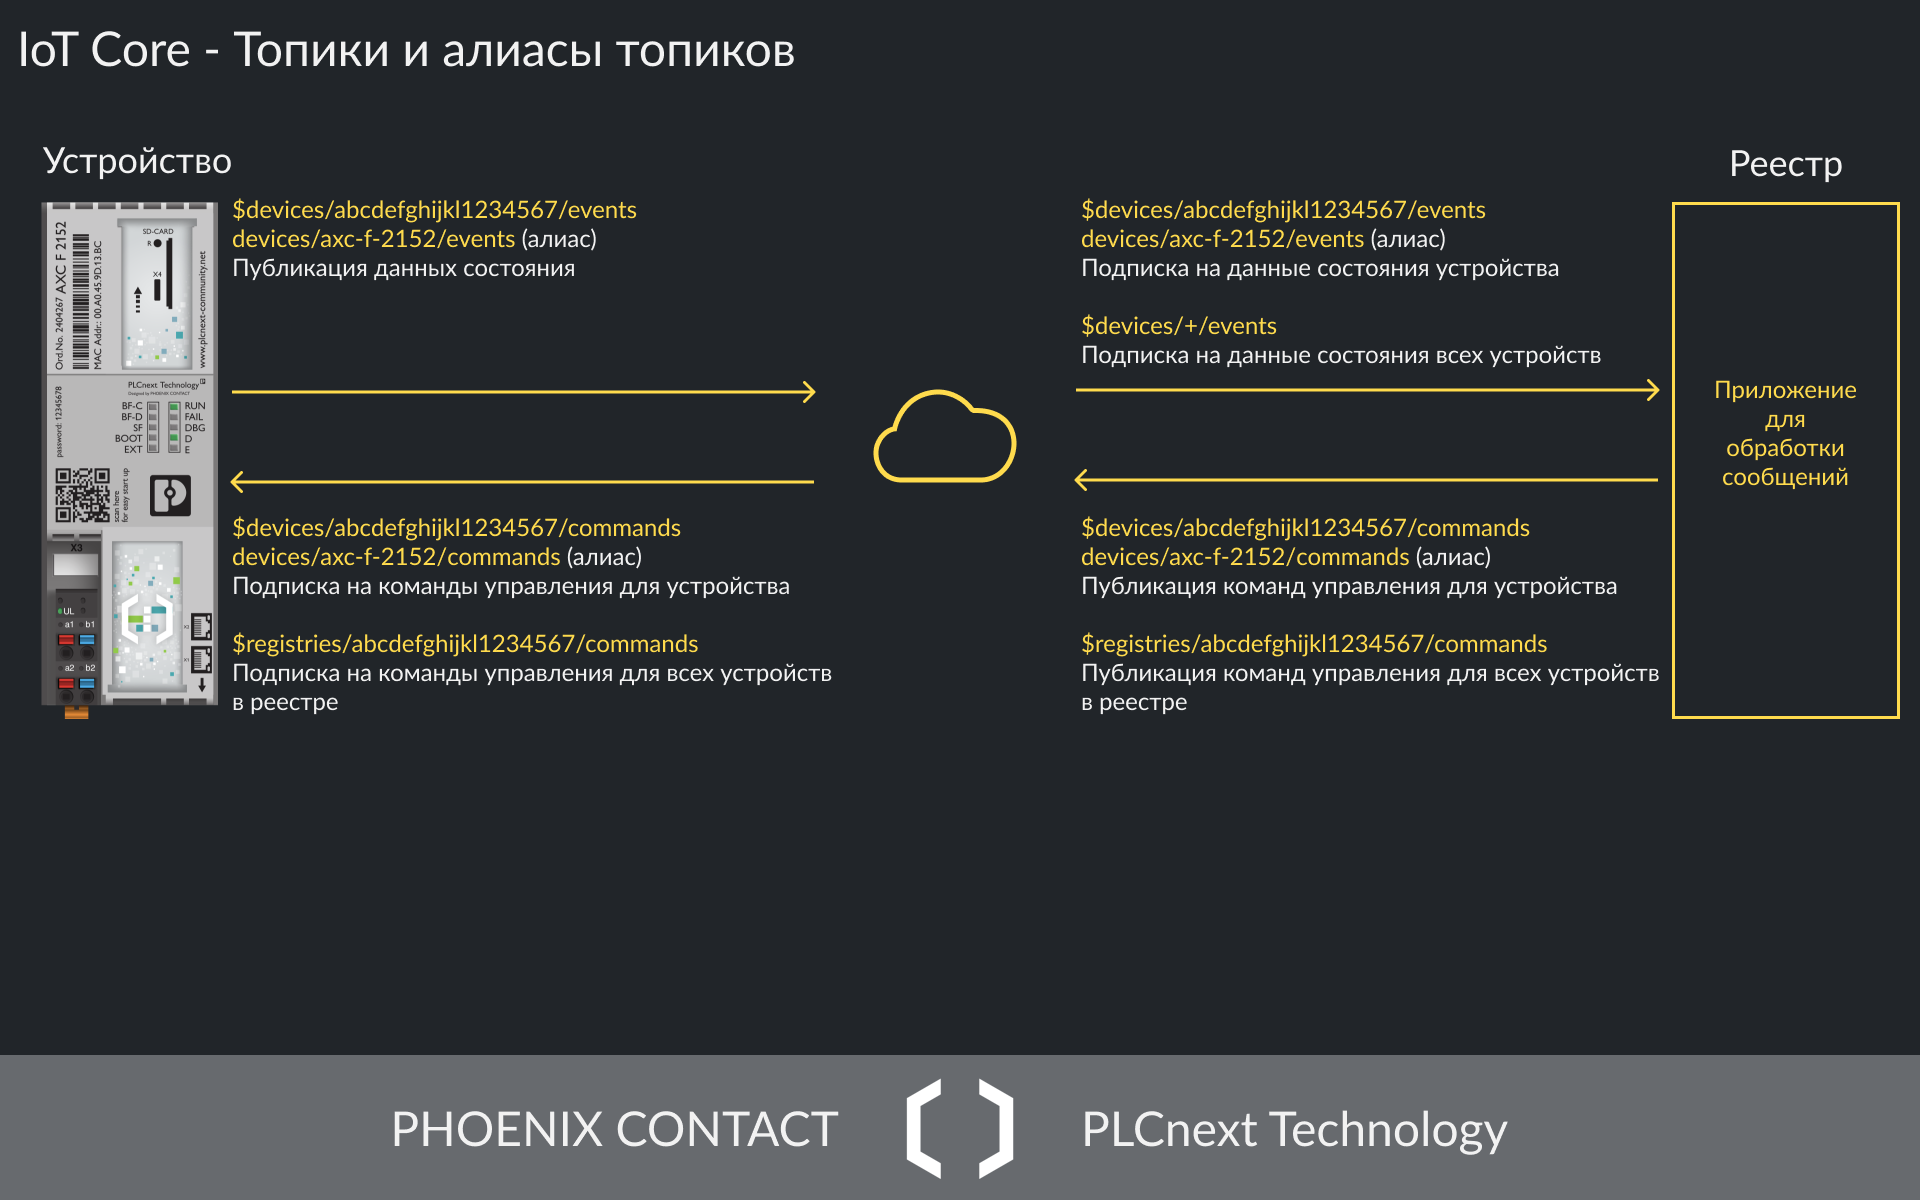 IoT Core - Топики и алиасы топиков
Устройство
Реестр
$devices/abcdefghijkl1234567/events
devices/axc-f-2152/events (алиас)
Публикация данных состояния
$devices/abcdefghijkl1234567/events
devices/axc-f-2152/events (алиас)
Подписка на данные состояния устройства
$devices/+/events
Подписка на данные состояния всех устройств
Приложение
для
обработки
сообщений
$devices/abcdefghijkl1234567/commands
devices/axc-f-2152/commands (алиас)
Подписка на команды управления для устройства
$registries/abcdefghijkl1234567/commands
Подписка на команды управления для всех устройств
в реестре
$devices/abcdefghijkl1234567/commands
devices/axc-f-2152/commands (алиас)
Публикация команд управления для устройства
$registries/abcdefghijkl1234567/commands
Публикация команд управления для всех устройств
в реестре
Ord.No. 2404267 AXC F 2152
MAC Addr.: 00.A0.45.9D.13.BC
SD-CARD
R
X4
www.plcnext-community.net
PLCnext Technology
Designed by PHOENIX CONTACT
password: 12345678
BF-C
BF-D
SF
BOOT
EXT
RUN
FAIL
DBG
D
E
scan here
for easy start up
X3
UL
a1 b1
a2 b2
X2
X1
PHOENIX CONTACT
PLCnext Technology